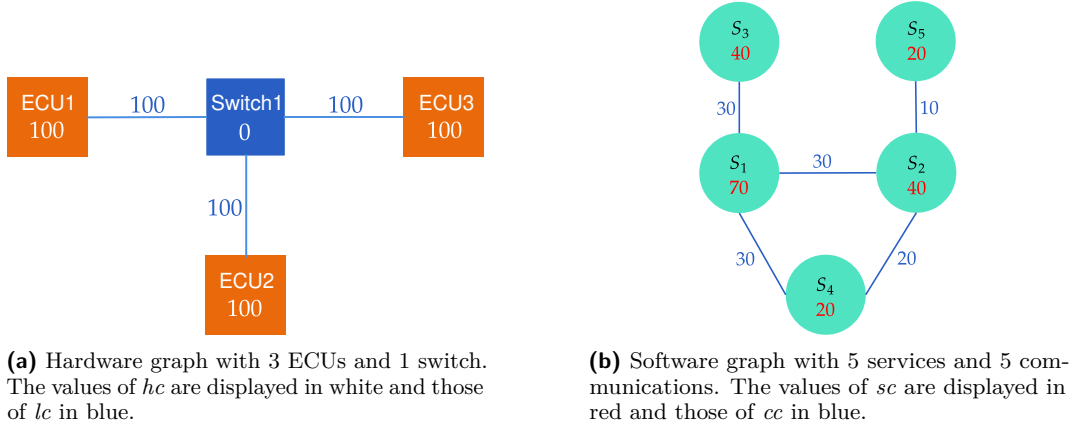 ECU1
100
100
Switch1
0
100
ECU3
100
100
ECU2
100
(a) Hardware graph with 3 ECUs and 1 switch.
The values of hc are displayed in white and those
of lc in blue.
S3
40
S5
20
30
10
S1
70
30
S2
40
30
20
S4
20
(b) Software graph with 5 services and 5 com-
munications. The values of sc are displayed in
red and those of cc in blue.